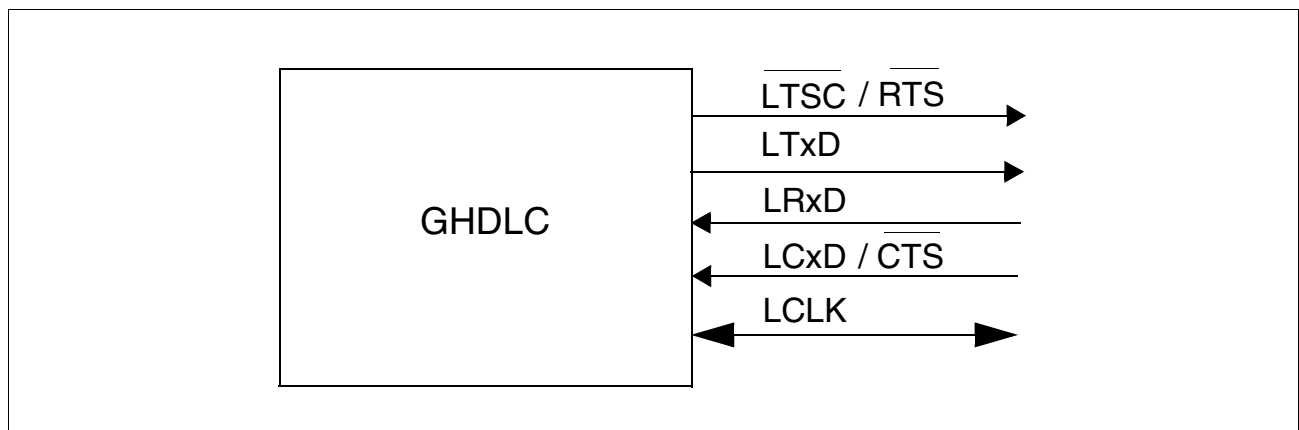 LTSC / RTS
LTxD
GHDLC
LRxD
LCxD / CTS
LCLK